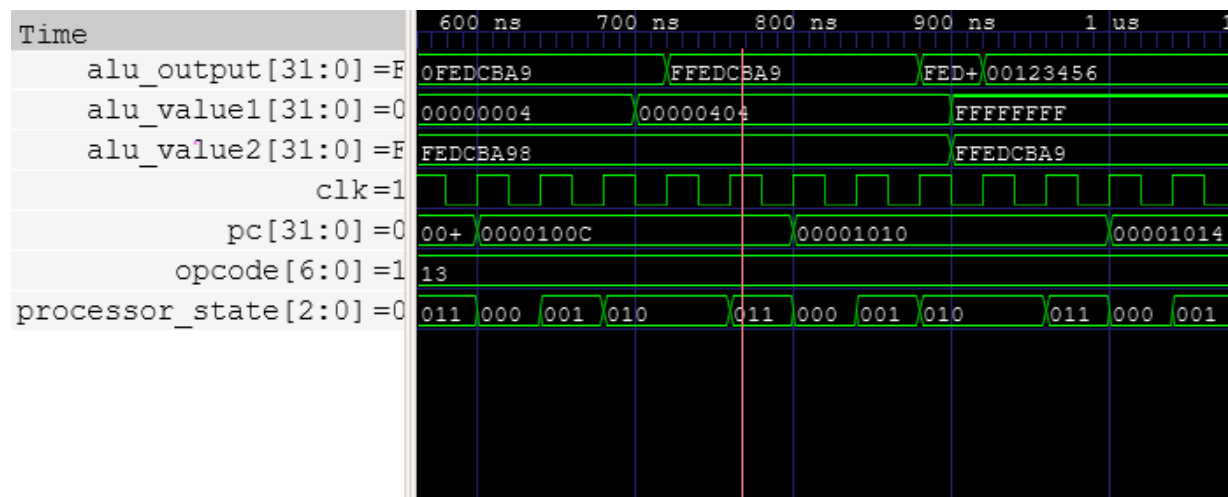 Time 600 ns 700 ns 800 ns 900 ns 1 us 1
alu_output[31:0]=F 0FEDCBA9 FFEDCBA9 FED+ 00123456
alu_value1[31:0]=0 00000004 00000404 FFFFFFFF
alu_value2[31:0]=F FEDCBA98 FFEDCBA9
clk=1
pc[31:0]=0 00+ 0000100C 00001010 00001014
opcode[6:0]=1 13
processor_state[2:0]=0 011 000 001 010 011 000 001 010 011 000 001